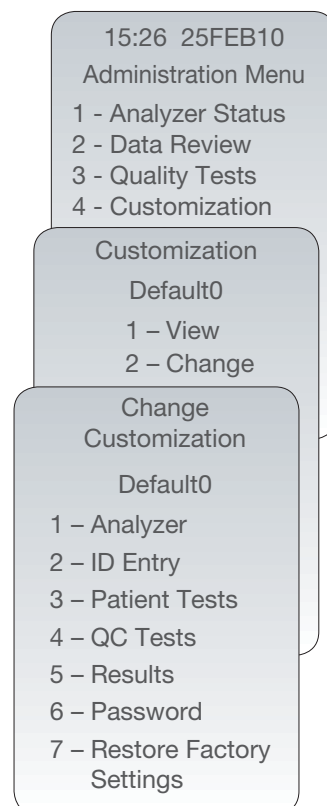 15:26 25FEB10
Administration Menu
1 - Analyzer Status
2 - Data Review
3 - Quality Tests
4 - Customization
Customization
Default0
1 – View
2 – Change
Change
Customization
Default0
1 – Analyzer
2 – ID Entry
3 – Patient Tests
4 – QC Tests
5 – Results
6 – Password
7 – Restore Factory
Settings